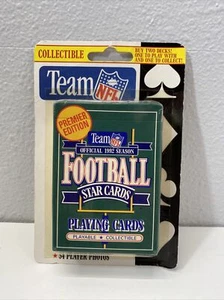 COLLECTIBLE
BUY TWO DECKS!
ONE TO PLAY WITH
AND ONE TO COLLECT!
Team NFL
PREMIER
EDITION
Team NFL
OFFICIAL 1992 SEASON
FOOTBALL
STAR CARDS
PLAYING CARDS
PLAYABLE • COLLECTIBLE
★ 54 PLAYER PHOTOS